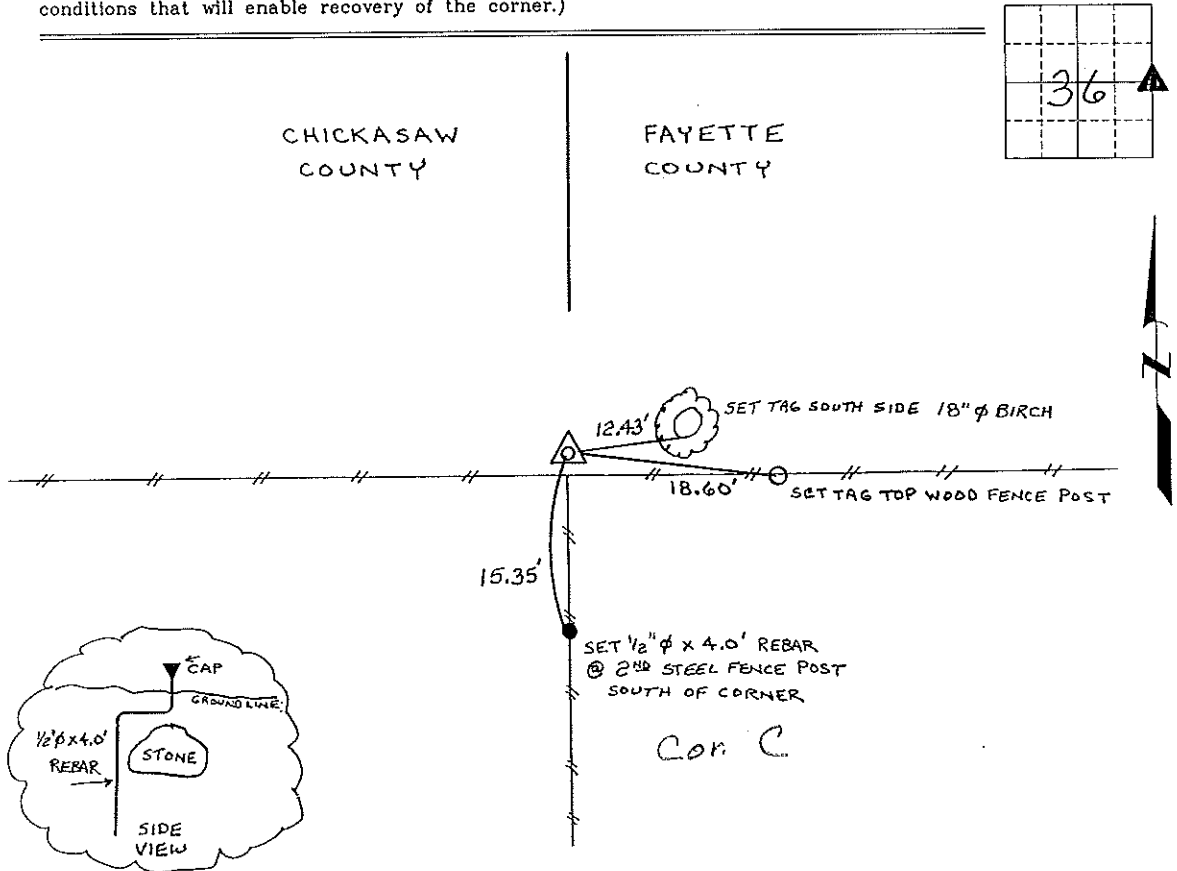 conditions that will enable recovery of the corner.)
36
CHICKASAW
COUNTY
FAYETTE
COUNTY
N
12.43'
SET TAG SOUTH SIDE 18" φ BIRCH
18.60'
SET TAG TOP WOOD FENCE POST
15.35'
SET 1/2" φ x 4.0' REBAR
@ 2ND STEEL FENCE POST
SOUTH OF CORNER
Cor. C
CAP
GROUND LINE
1/2" φ x 4.0'
REBAR
STONE
SIDE
VIEW